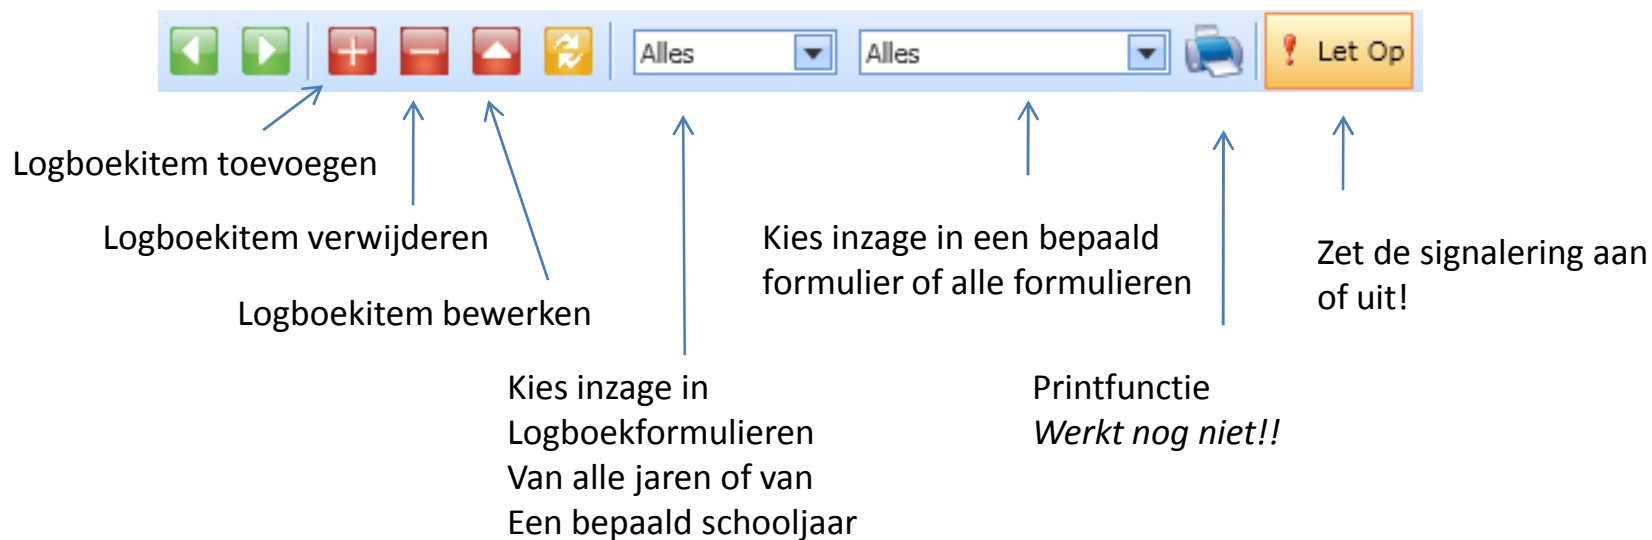 Alles
Alles
Let Op
Logboekitem toevoegen
Logboekitem verwijderen
Logboekitem bewerken
Kies inzage in
Logboekformulieren
Van alle jaren of van
Een bepaald schooljaar
Kies inzage in een bepaald
formulier of alle formulieren
Printfunctie
Werkt nog niet!!
Zet de signalering aan
of uit!